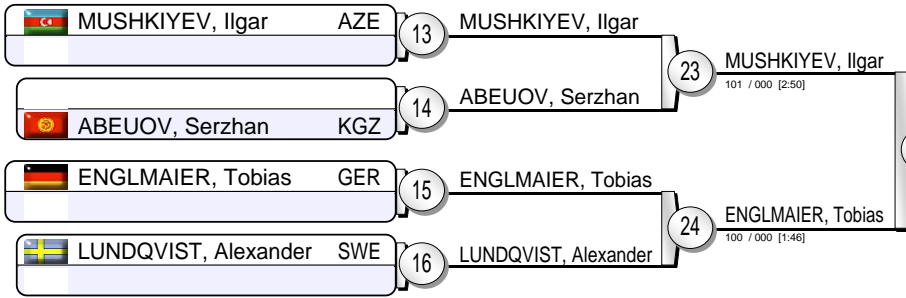 MUSHKIYEV, Ilgar AZE
13
MUSHKIYEV, Ilgar
ABEUOV, Serzhan KGZ
14
ABEUOV, Serzhan
23
MUSHKIYEV, Ilgar
101 / 000 [2:50]
ENGLMAIER, Tobias GER
15
ENGLMAIER, Tobias
LUNDQVIST, Alexander SWE
16
LUNDQVIST, Alexander
24
ENGLMAIER, Tobias
100 / 000 [1:46]